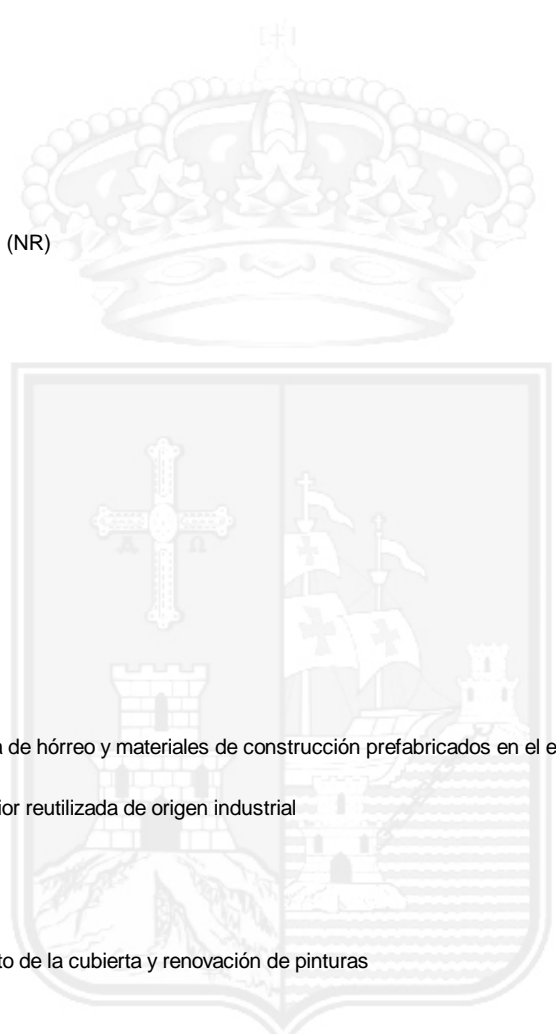 (NR)
a de hórreo y materiales de construcción prefabricados en el e
ior reutilizada de origen industrial
to de la cubierta y renovación de pinturas